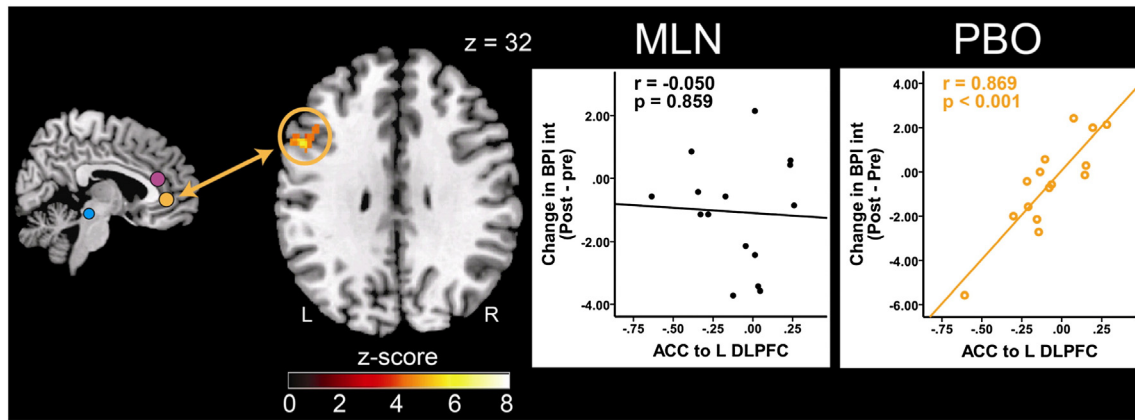 z = 32
L
R
z-score
0 2 4 6 8
MLN
r = -0.050
p = 0.859
Change in BPI int
(Post - pre)
2.00
.00
-2.00
-4.00
-.75 -.50 -.25 .00 .25
ACC to L DLPFC
PBO
r = 0.869
p < 0.001
Change in BPI int
(Post - Pre)
4.00
2.00
.00
-2.00
-4.00
-6.00
-.75 -.50 -.25 .00 .25
ACC to L DLPFC